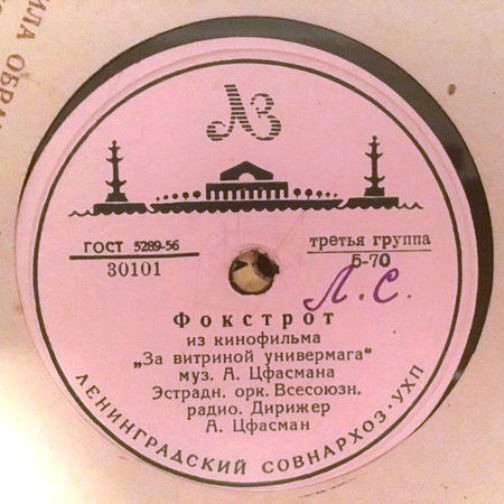 ЛЗ
ГОСТ 5289-56
30101
третья группа
5-70
Л.С.
Фокстрот
из кинофильма
„За витриной универмага“
муз. А. Цфасмана
Эстрадн. орк. Всесоюзн.
радио. Дирижер
А. Цфасман
ЛЕНИНГРАДСКИЙ СОВНАРХОЗ·УХП